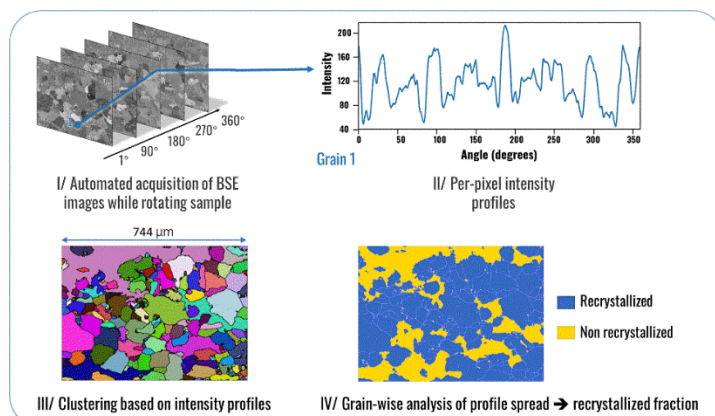 1°
90°
180°
270°
360°
I/ Automated acquisition of BSE
images while rotating sample
Intensity
200
160
120
80
40
0
50
100
150
200
250
300
350
Angle (degrees)
Grain 1
II/ Per-pixel intensity
profiles
744 μm
III/ Clustering based on intensity profiles
Recrystallized
Non recrystallized
IV/ Grain-wise analysis of profile spread ➔ recrystallized fraction